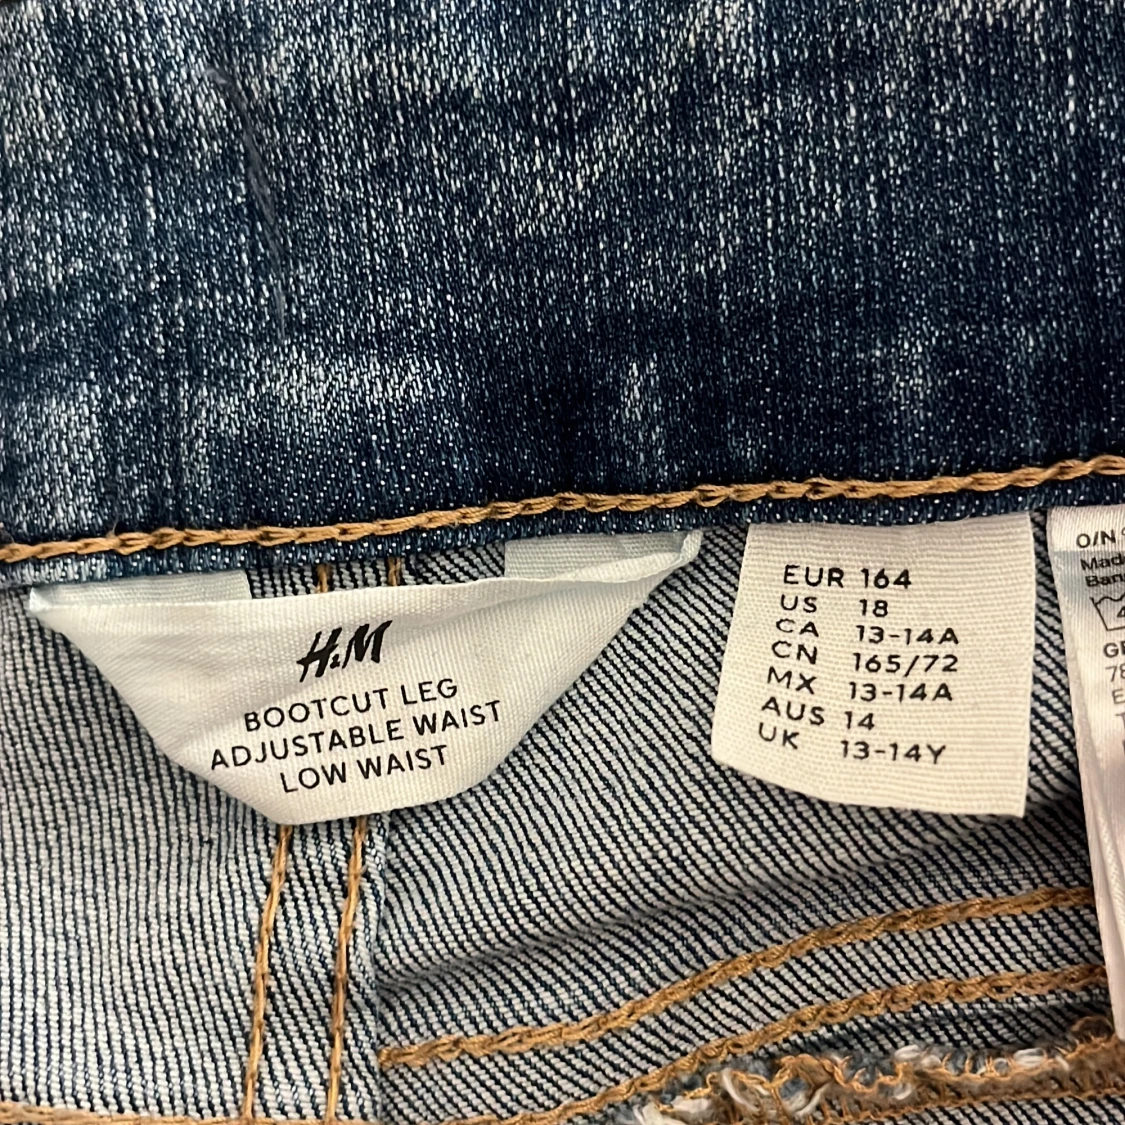 H&M
BOOTCUT LEG
ADJUSTABLE WAIST
LOW WAIST
EUR 164
US 18
CA 13-14A
CN 165/72
MX 13-14A
AUS 14
UK 13-14Y
O/N